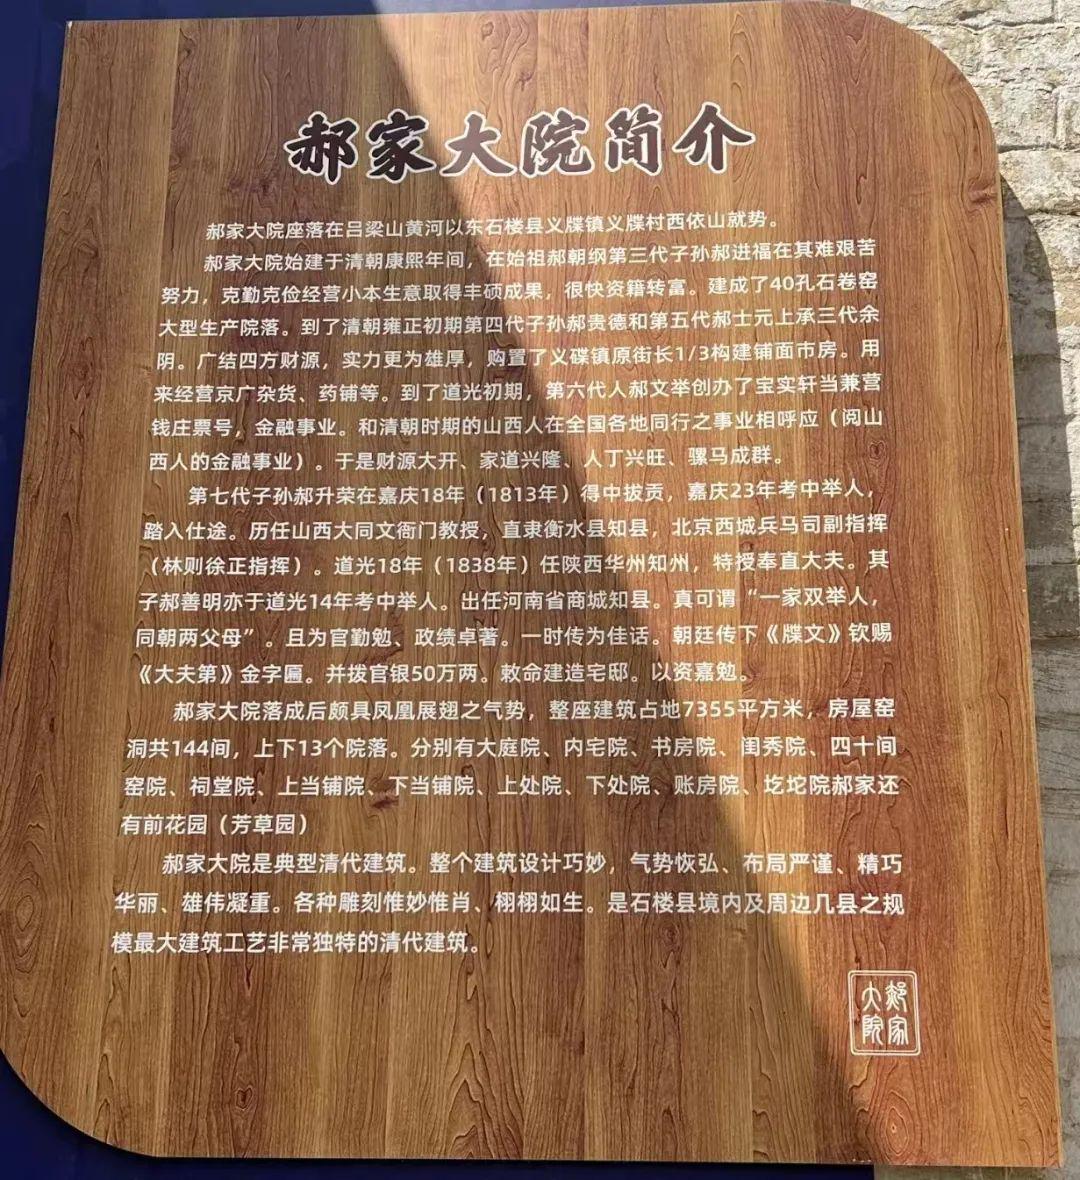 郝家大院简介
郝家大院座落在吕梁山黄河以东石楼县义牒镇义牒村西依山就势。
郝家大院始建于清朝康熙年间，在始祖郝朝纲第三代子孙郝进福在其难艰苦
努力，克勤克俭经营小本生意取得丰硕成果，很快资籍转富。建成了40孔石卷窑
大型生产院落。到了清朝雍正初期第四代子孙郝贵德和第五代郝士元上承三代余
阴。广结四方财源，实力更为雄厚，购置了义碟镇原街长1/3构建铺面市房。用
来经营京广杂货、药铺等。到了道光初期，第六代人郝文举创办了宝实轩当兼营
钱庄票号，金融事业。和清朝时期的山西人在全国各地同行之事业相呼应（阅山
西人的金融事业）。于是财源大开、家道兴隆、人丁兴旺、骡马成群。
第七代子孙郝升荣在嘉庆18年（1813年）得中拔贡，嘉庆23年考中举人，
踏入仕途。历任山西大同文衙门教授，直隶衡水县知县，北京西城兵马司副指挥
（林则徐正指挥）。道光18年（1838年）任陕西华州知州，特授奉直大夫。其
子郝善明亦于道光14年考中举人。出任河南省商城知县。真可谓“一家双举人，
同朝两父母”。且为官勤勉、政绩卓著。一时传为佳话。朝廷传下《牒文》钦赐
《大夫第》金字匾。并拨官银50万两。敕命建造宅邸。以资嘉勉。
郝家大院落成后颇具凤凰展翅之气势，整座建筑占地7355平方米，房屋窑
洞共144间，上下13个院落。分别有大庭院、内宅院、书房院、闺秀院、四十间
窑院、祠堂院、上当铺院、下当铺院、上处院、下处院、账房院、圪坨院郝家还
有前花园（芳草园）
郝家大院是典型清代建筑。整个建筑设计巧妙，气势恢弘、布局严谨、精巧
华丽、雄伟凝重。各种雕刻惟妙惟肖、栩栩如生。是石楼县境内及周边几县之规
模最大建筑工艺非常独特的清代建筑。
郝家
大院